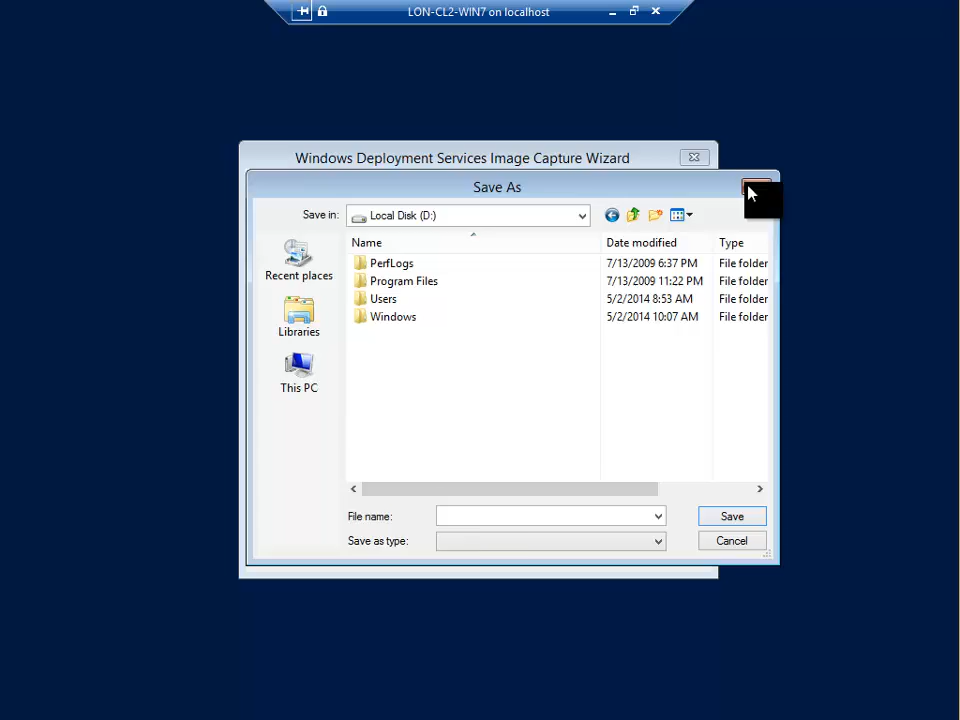 LON-CL2-WIN7 on localhost
Windows Deployment Services Image Capture Wizard
Save As
Save in: Local Disk (D:)
Name Date modified Type
PerfLogs 7/13/2009 6:37 PM File folder
Program Files 7/13/2009 11:22 PM File folder
Users 5/2/2014 8:53 AM File folder
Windows 5/2/2014 10:07 AM File folder
Recent places
Libraries
This PC
File name: Save
Save as type: Cancel